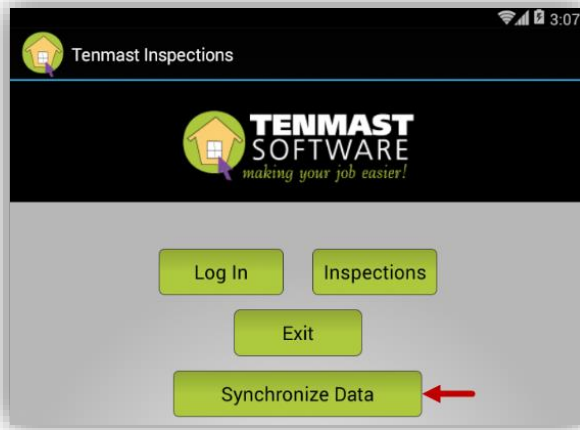 3:07
Tenmast Inspections
TENMAST
SOFTWARE
making your job easier!
Log In
Inspections
Exit
Synchronize Data